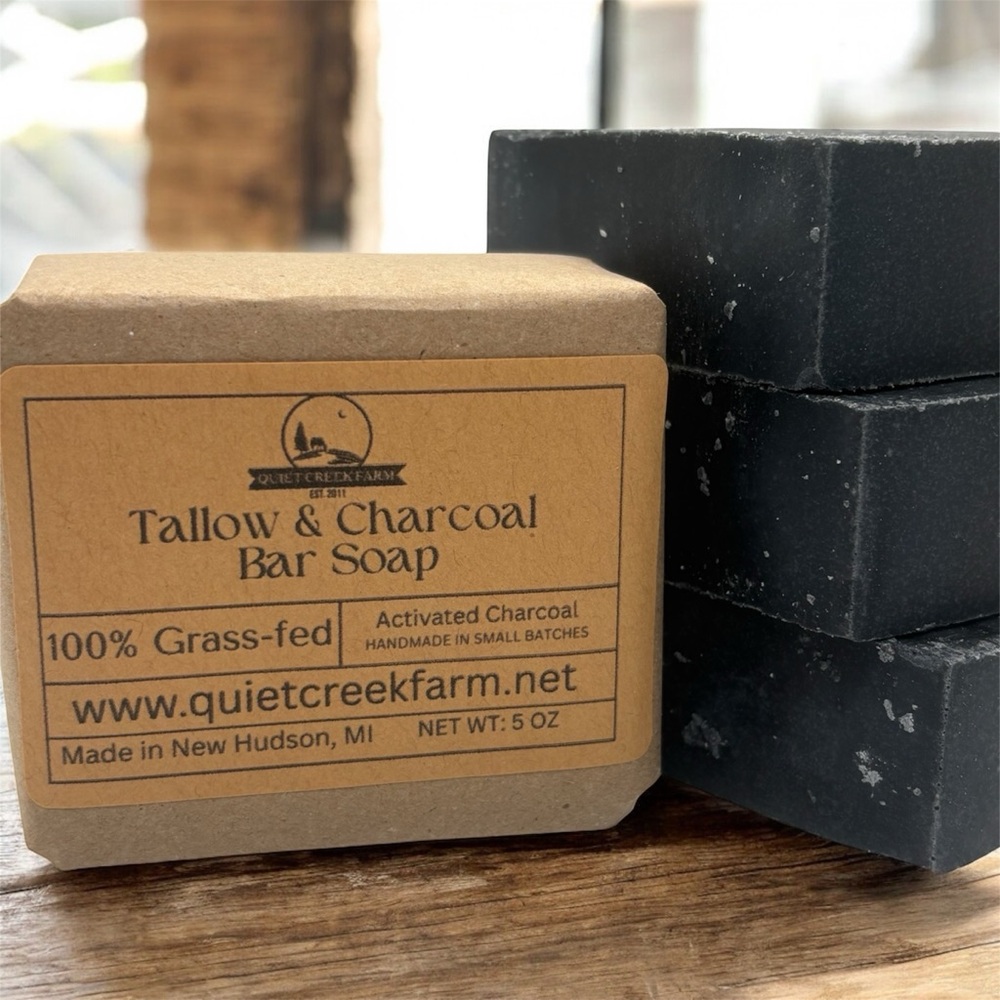 QUIET CREEK FARM
EST. 2011
Tallow & Charcoal
Bar Soap
100% Grass-fed
Activated Charcoal
HANDMADE IN SMALL BATCHES
www.quietcreekfarm.net
Made in New Hudson, MI
NET WT: 5 OZ